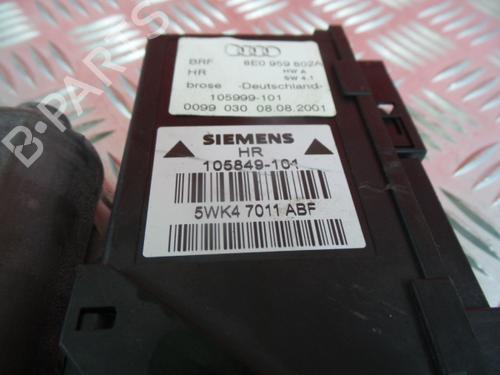 BRF 8E0 959 802A
HR HW A
SW 4.1
brose -Deutschland-
105999-101
0099 030 08.08.2001
SIEMENS
HR
105849-101
5WK4 7011 ABF
B-Parts